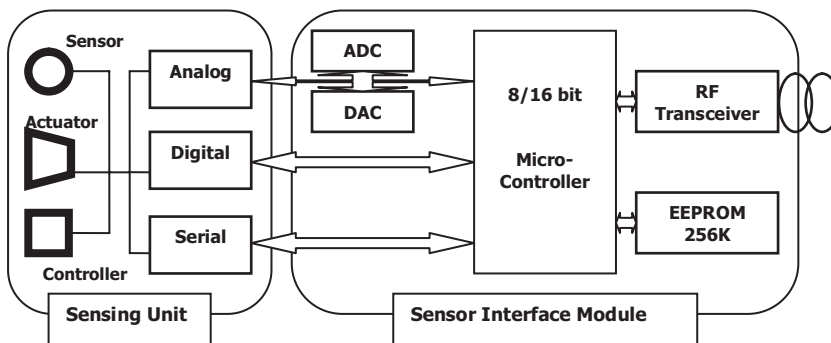 Sensor
Actuator
Controller
Analog
Digital
Serial
Sensing Unit
ADC
DAC
8/16 bit
Micro-
Controller
RF
Transceiver
EEPROM
256K
Sensor Interface Module